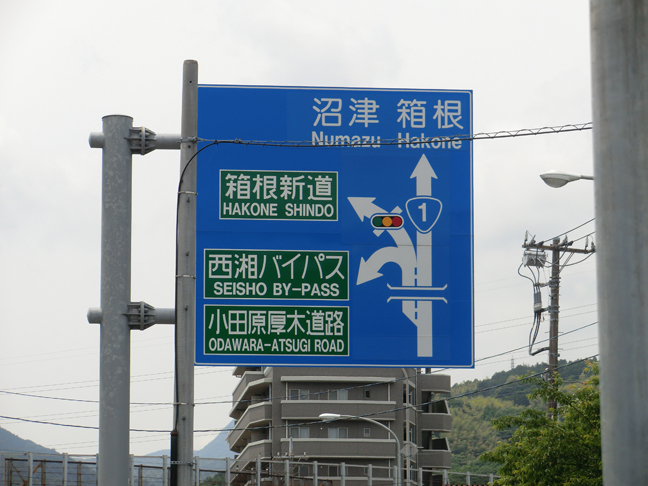 沼津 箱根
Numazu Hakone
箱根新道
HAKONE SHINDO
1
西湘バイパス
SEISHO BY-PASS
小田原厚木道路
ODAWARA-ATSUGI ROAD